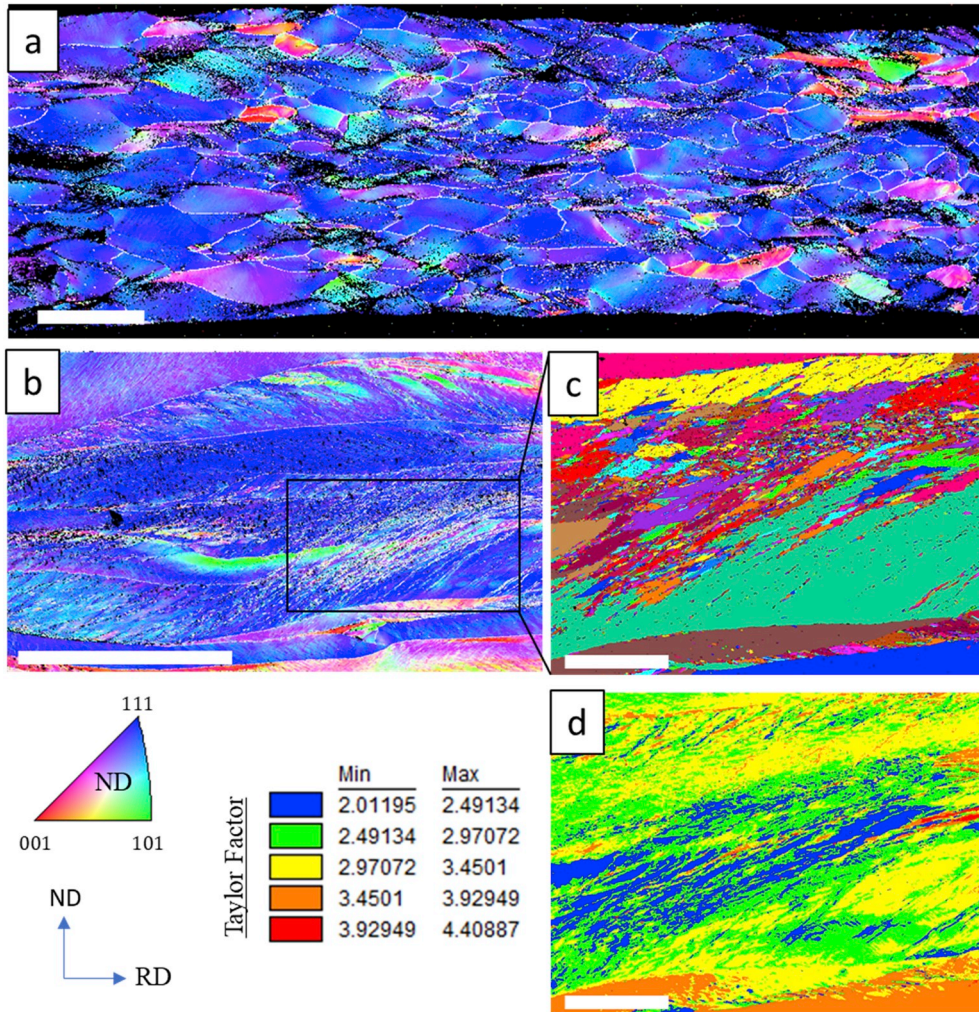 a
b
c
d
111
ND
001 101
ND
RD
Taylor Factor
Min Max
2.01195 2.49134
2.49134 2.97072
2.97072 3.4501
3.4501 3.92949
3.92949 4.40887